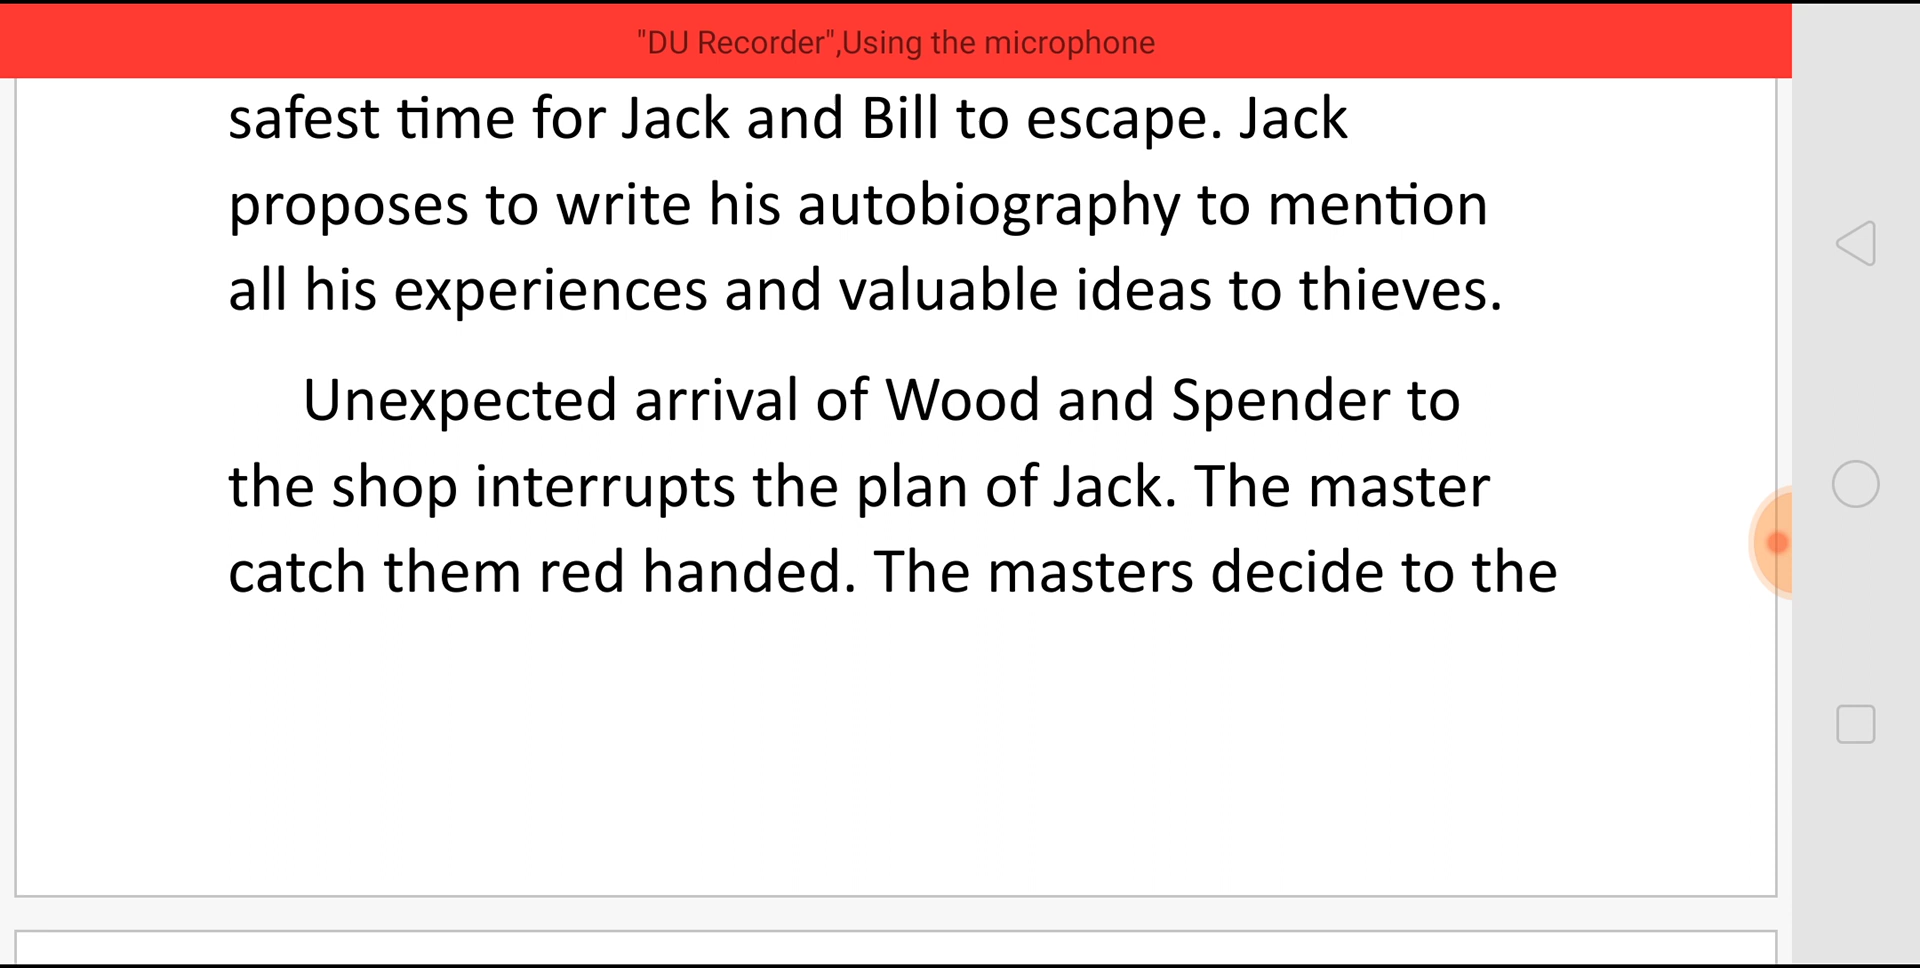 "DU Recorder",Using the microphone
safest time for Jack and Bill to escape. Jack
proposes to write his autobiography to mention
all his experiences and valuable ideas to thieves.
Unexpected arrival of Wood and Spender to
the shop interrupts the plan of Jack. The master
catch them red handed. The masters decide to the